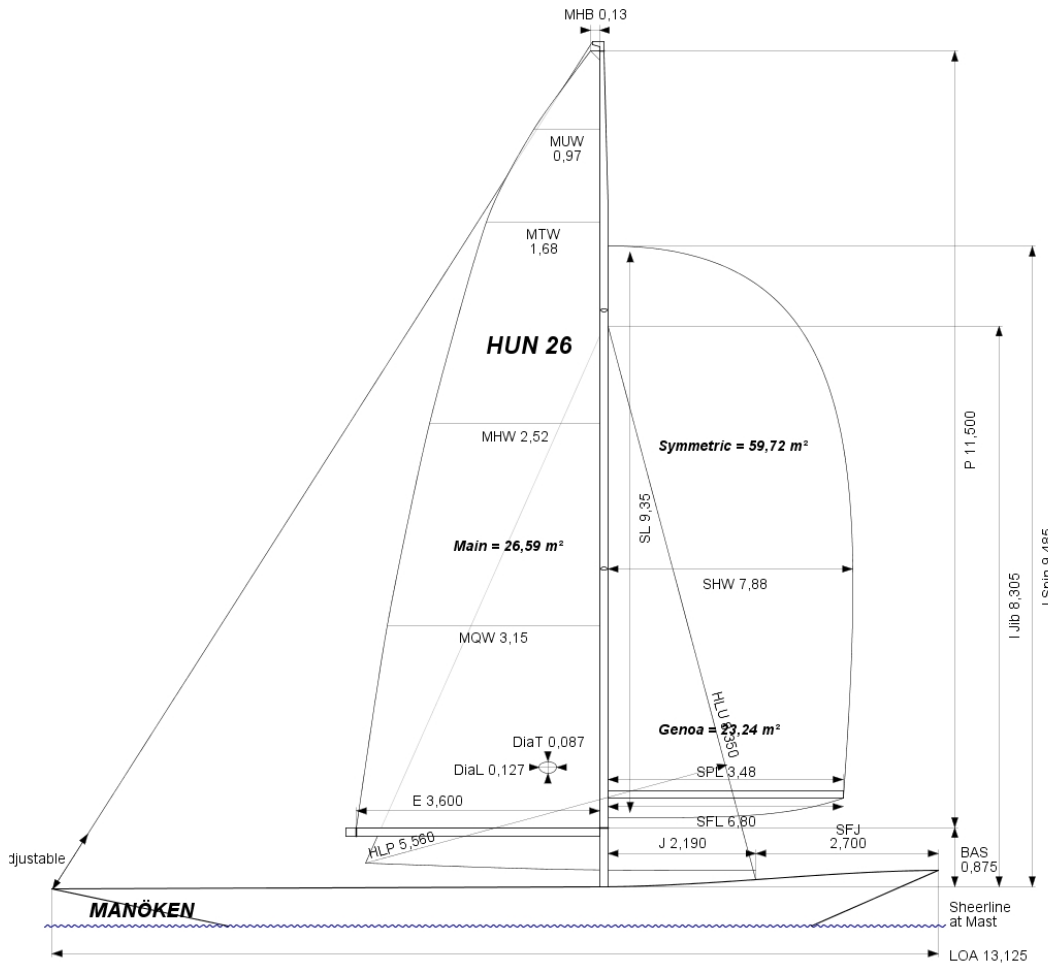 MHB 0,13
MUW
0,97
MTW
1,68
HUN 26
P 11,500
MHW 2,52
Symmetric = 59,72 m²
SL 9,35
Main = 26,59 m²
SHW 7,88
I Jib 8,305
I Spin 9,485
MQW 3,15
Genoa = 23,24 m²
DiaT 0,087
DiaL 0,127
SPL 3,48
E 3,600
SFL 6,80
SFJ
2,700
HLP 5,560
J 2,190
BAS
0,875
djustable
MANÖKEN
Sheerline
at Mast
LOA 13,125